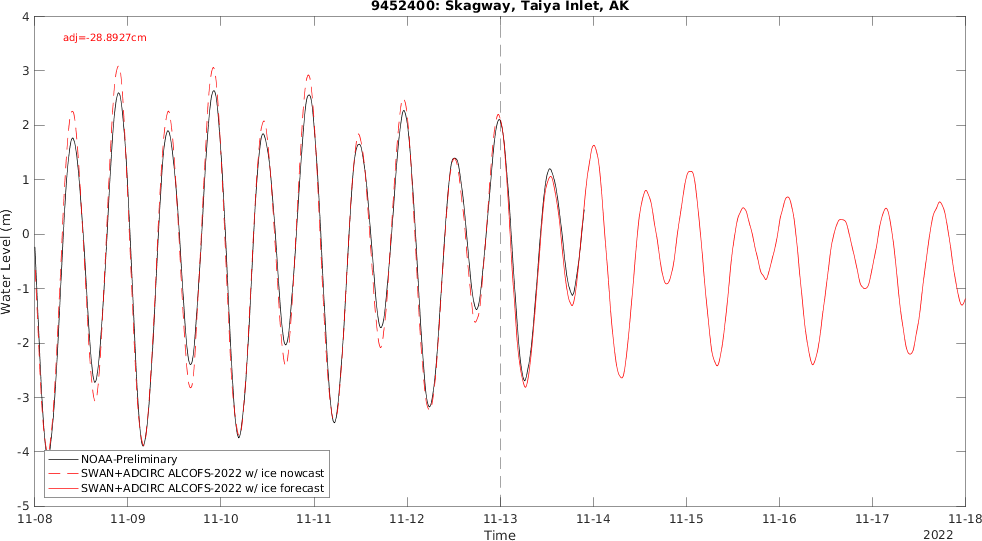 9452400: Skagway, Taiya Inlet, AK
adj=-28.8927cm
4
3
2
1
0
-1
-2
-3
-4
-5
Water Level (m)
NOAA-Preliminary
SWAN+ADCIRC ALCOFS-2022 w/ ice nowcast
SWAN+ADCIRC ALCOFS-2022 w/ ice forecast
11-08 11-09 11-10 11-11 11-12 11-13 11-14 11-15 11-16 11-17 11-18
Time
2022